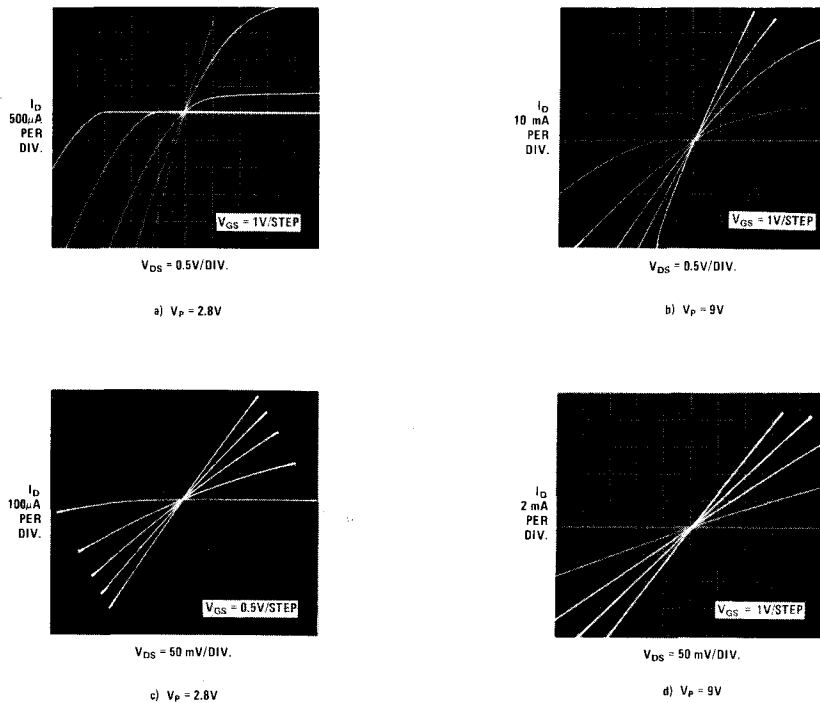 I_D
500µA
PER
DIV.
V_GS = 1V/STEP
V_DS = 0.5V/DIV.
a) V_P = 2.8V
I_D
10 mA
PER
DIV.
V_GS = 1V/STEP
V_DS = 0.5V/DIV.
b) V_P = 9V
I_D
100µA
PER
DIV.
V_GS = 0.5V/STEP
V_DS = 50 mV/DIV.
c) V_P = 2.8V
I_D
2 mA
PER
DIV.
V_GS = 1V/STEP
V_DS = 50 mV/DIV.
d) V_P = 9V